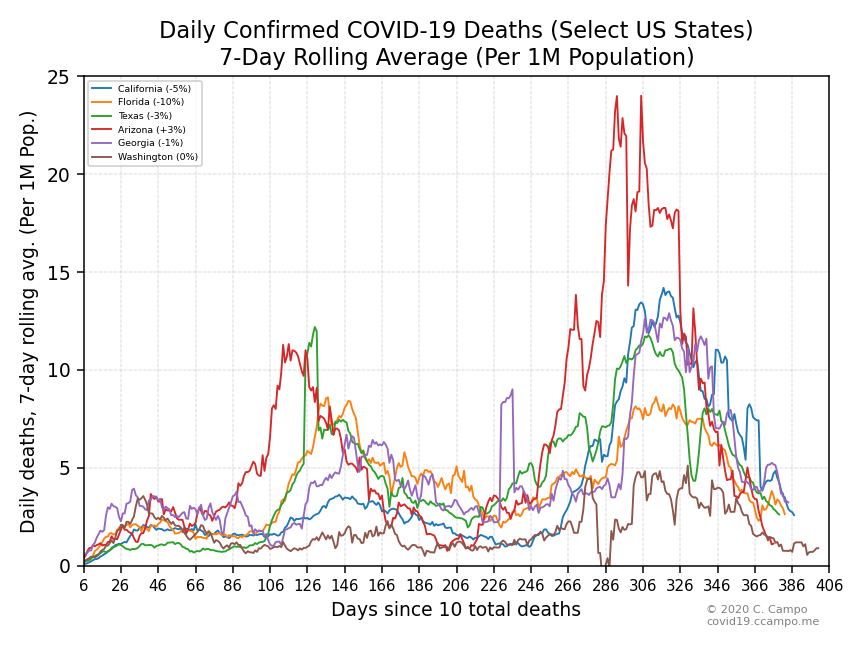 Daily Confirmed COVID-19 Deaths (Select US States)
7-Day Rolling Average (Per 1M Population)
Daily deaths, 7-day rolling avg. (Per 1M Pop.)
25
20
15
10
5
0
California (-5%)
Florida (-10%)
Texas (-3%)
Arizona (+3%)
Georgia (-1%)
Washington (0%)
6 26 46 66 86 106 126 146 166 186 206 226 246 266 286 306 326 346 366 386 406
Days since 10 total deaths
© 2020 C. Campo
covid19.ccampo.me